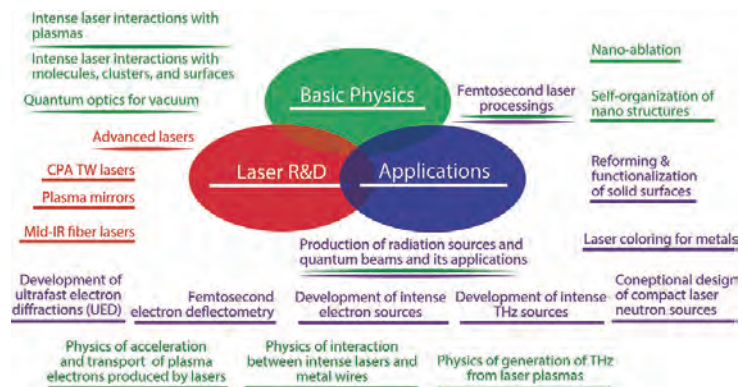 Intense laser interactions with
plasmas
Intense laser interactions with
molecules, clusters, and surfaces
Quantum optics for vacuum
Advanced lasers
CPA TW lasers
Plasma mirrors
Mid-IR fiber lasers
Basic Physics
Laser R&D
Applications
Femtosecond laser
processings
Nano-ablation
Self-organization of
nano structures
Reforming &
functionalization
of solid surfaces
Laser coloring for metals
Production of radiation sources and
quantum beams and its applications
Development of
ultrafast electron
diffractions (UED)
Femtosecond
electron deflectometry
Development of intense
electron sources
Development of intense
THz sources
Coneptional design
of compact laser
neutron sources
Physics of acceleration
and transport of plasma
electrons produced by lasers
Physics of interaction
between intense lasers and
metal wires
Physics of generation of THz
from laser plasmas